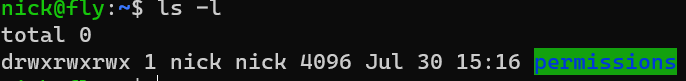 nick@fly:~$ ls -l
total 0
drwxrwxrwx 1 nick nick 4096 Jul 30 15:16 permissions